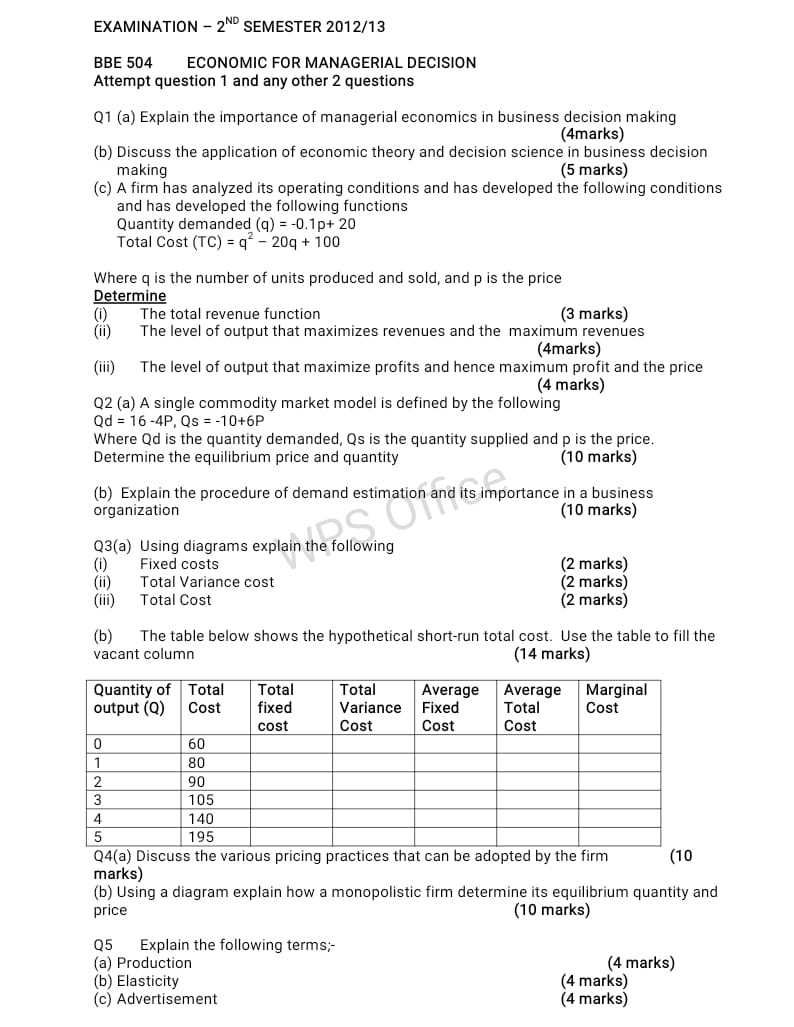 EXAMINATION – 2ND SEMESTER 2012/13
BBE 504 ECONOMIC FOR MANAGERIAL DECISION
Attempt question 1 and any other 2 questions
Q1 (a) Explain the importance of managerial economics in business decision making
(4marks)
(b) Discuss the application of economic theory and decision science in business decision
making (5 marks)
(c) A firm has analyzed its operating conditions and has developed the following conditions
and has developed the following functions
Quantity demanded (q) = -0.1p+ 20
Total Cost (TC) = q² – 20q + 100
Where q is the number of units produced and sold, and p is the price
Determine
(i) The total revenue function (3 marks)
(ii) The level of output that maximizes revenues and the maximum revenues
(4marks)
(iii) The level of output that maximize profits and hence maximum profit and the price
(4 marks)
Q2 (a) A single commodity market model is defined by the following
Qd = 16 -4P, Qs = -10+6P
Where Qd is the quantity demanded, Qs is the quantity supplied and p is the price.
Determine the equilibrium price and quantity (10 marks)
(b) Explain the procedure of demand estimation and its importance in a business
organization (10 marks)
WPS Office
Q3(a) Using diagrams explain the following
(i) Fixed costs (2 marks)
(ii) Total Variance cost (2 marks)
(iii) Total Cost (2 marks)
(b) The table below shows the hypothetical short-run total cost. Use the table to fill the
vacant column (14 marks)
Quantity of Total Total Total Average Average Marginal
output (Q) Cost fixed Variance Fixed Total Cost
cost Cost Cost Cost
0 60
1 80
2 90
3 105
4 140
5 195
Q4(a) Discuss the various pricing practices that can be adopted by the firm (10
marks)
(b) Using a diagram explain how a monopolistic firm determine its equilibrium quantity and
price (10 marks)
Q5 Explain the following terms;-
(a) Production (4 marks)
(b) Elasticity (4 marks)
(c) Advertisement (4 marks)